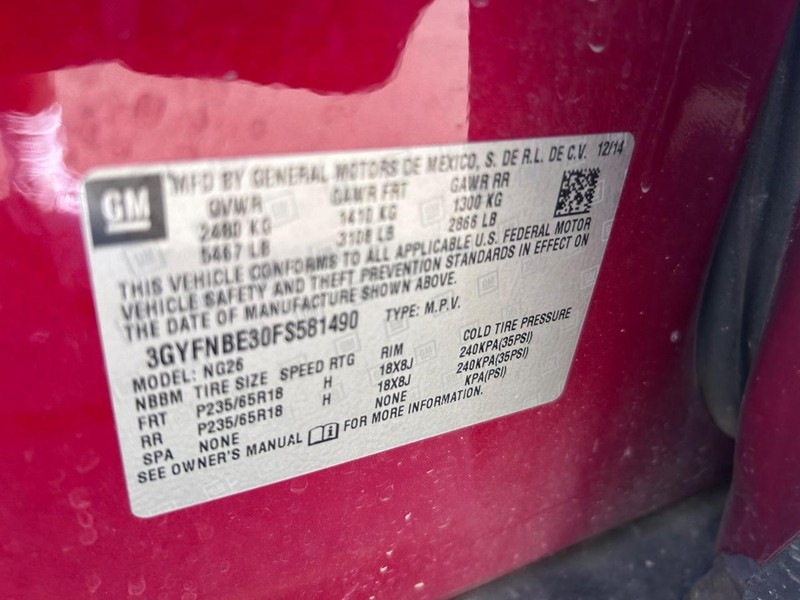 GM
MFD BY GENERAL MOTORS DE MEXICO, S. DE R.L. DE C.V. 12/14
GVWR GAWR FRT GAWR RR
2480 KG 1410 KG 1300 KG
5467 LB 3108 LB 2866 LB
THIS VEHICLE CONFORMS TO ALL APPLICABLE U.S. FEDERAL MOTOR
VEHICLE SAFETY AND THEFT PREVENTION STANDARDS IN EFFECT ON
THE DATE OF MANUFACTURE SHOWN ABOVE.
3GYFNBE30FS581490 TYPE: M.P.V.
MODEL: NG26
NBBM TIRE SIZE SPEED RTG RIM COLD TIRE PRESSURE
FRT P235/65R18 H 18X8J 240KPA(35PSI)
RR P235/65R18 H 18X8J 240KPA(35PSI)
SPA NONE NONE KPA(PSI)
SEE OWNER'S MANUAL FOR MORE INFORMATION.